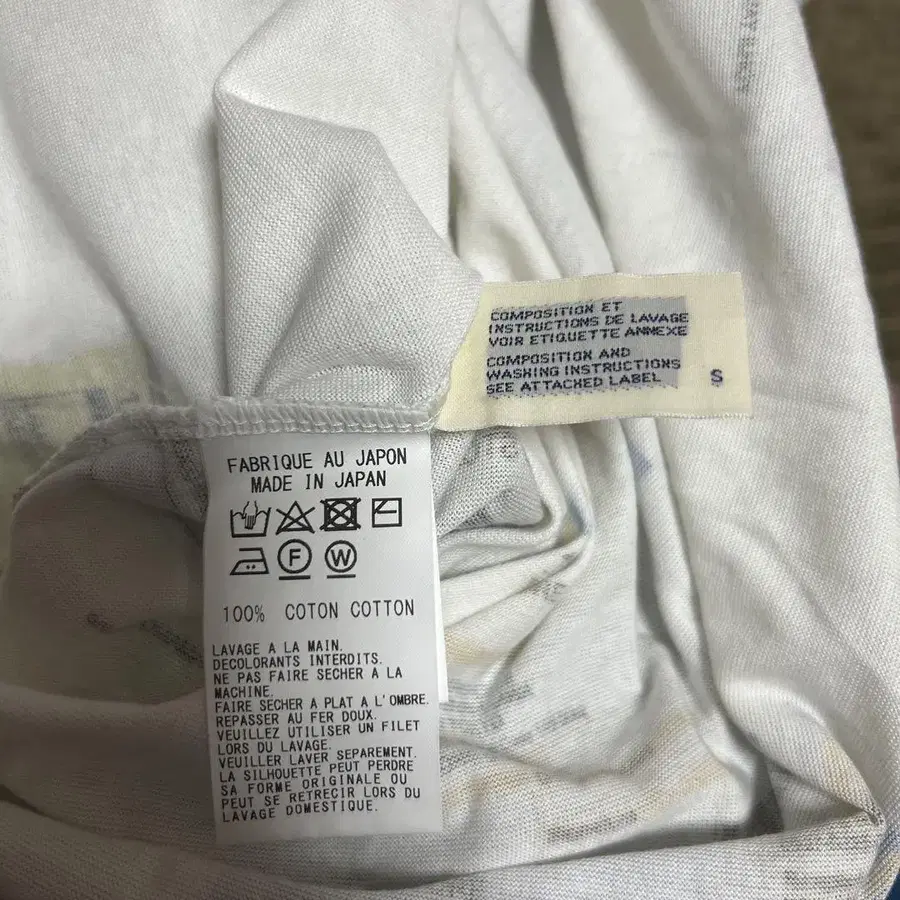 COMPOSITION ET
INSTRUCTIONS DE LAVAGE
VOIR ETIQUETTE ANNEXE
COMPOSITION AND
WASHING INSTRUCTIONS
SEE ATTACHED LABEL
S
FABRIQUE AU JAPON
MADE IN JAPAN
F W
100% COTON COTTON
LAVAGE A LA MAIN.
DECOLORANTS INTERDITS.
NE PAS FAIRE SECHER A LA
MACHINE.
FAIRE SECHER A PLAT A L'OMBRE.
REPASSER AU FER DOUX.
VEUILLEZ UTILISER UN FILET
LORS DU LAVAGE.
VEUILLER LAVER SEPAREMENT.
LA SILHOUETTE PEUT PERDRE
SA FORME ORIGINALE OU
PEUT SE RETRECIR LORS DU
LAVAGE DOMESTIQUE.